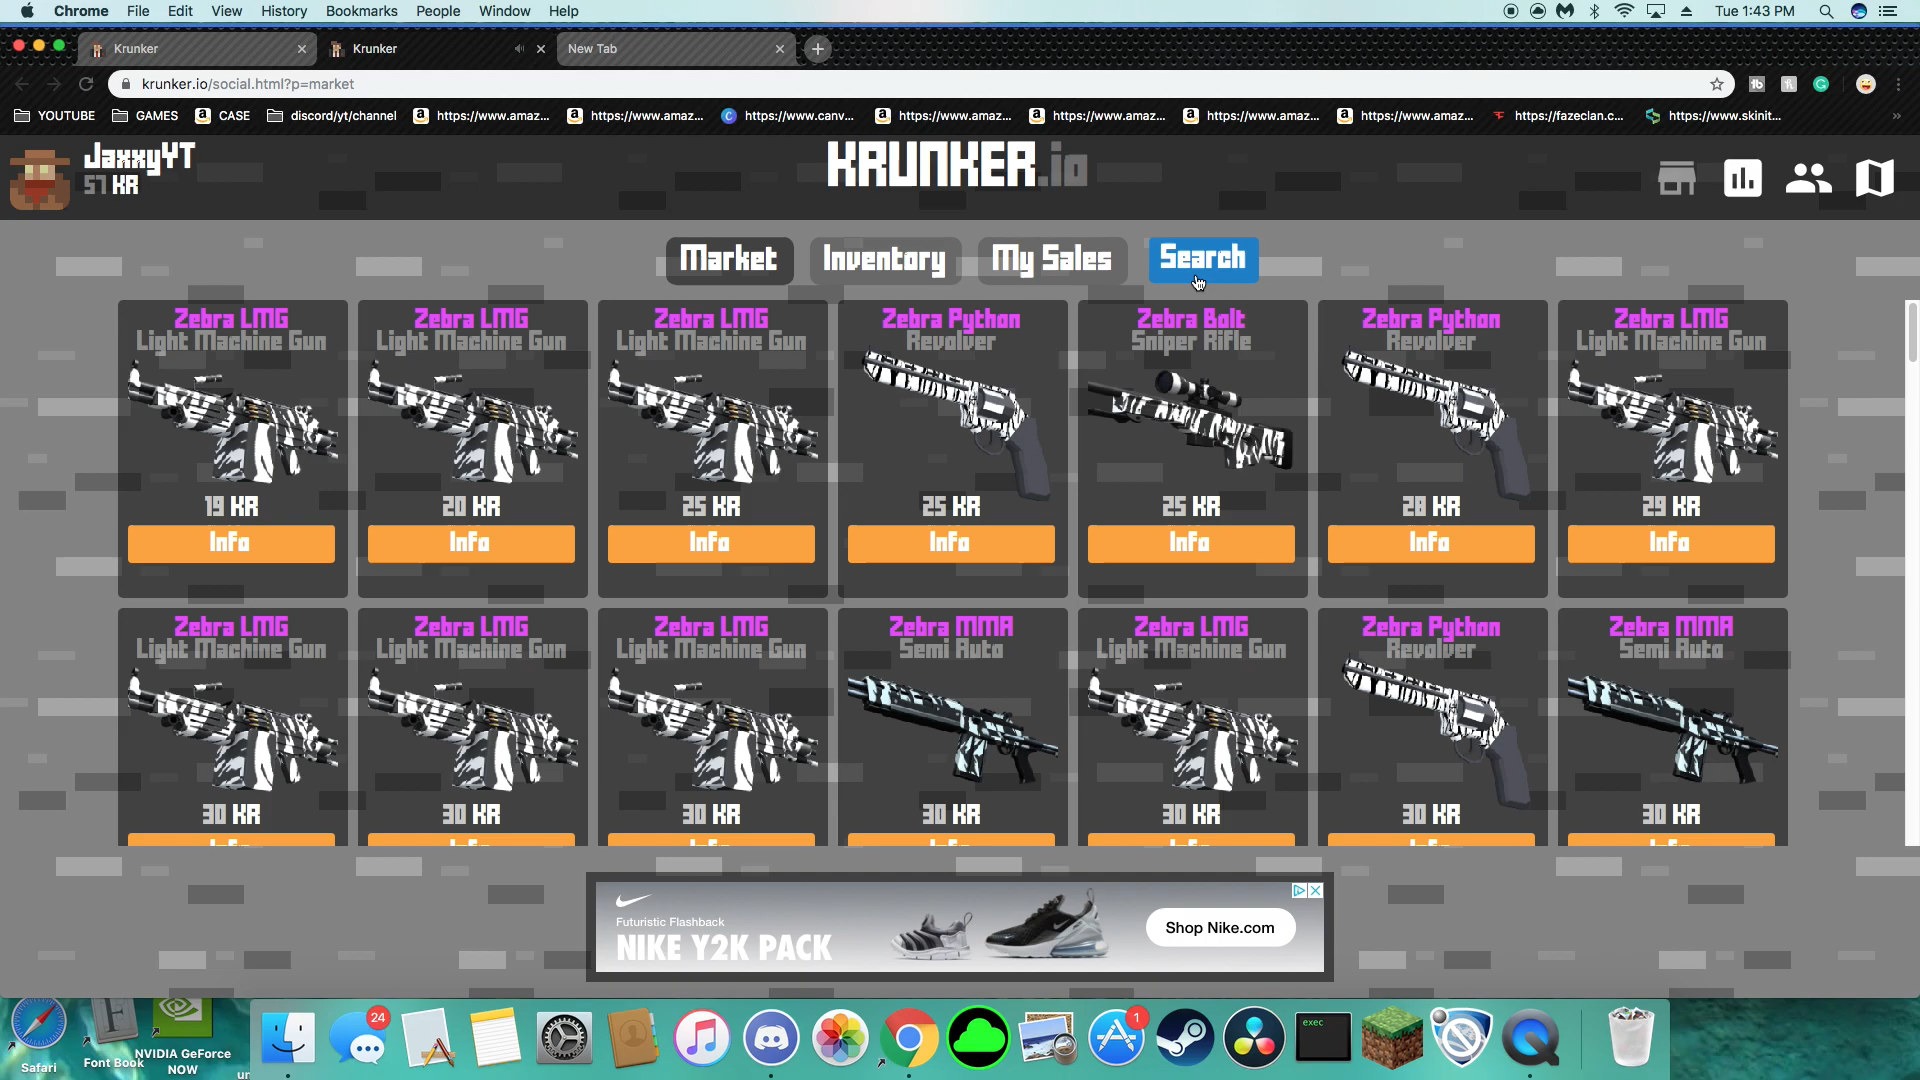 Chrome File Edit View History Bookmarks People Window Help
Tue 1:43 PM
Krunker
Krunker
New Tab
krunker.io/social.html?p=market
YOUTUBE GAMES CASE discord/yt/channel https://www.amaz... https://www.amaz... https://www.canv... https://www.amaz... https://www.amaz... https://www.amaz... https://www.amaz... https://fazeclan.c... https://www.skinit...
JaxxyYT
57 KR
KRUNKER.io
Market Inventory My Sales Search
Zebra LMG Zebra LMG Zebra LMG Zebra Python Zebra Bolt Zebra Python Zebra LMG
Light Machine Gun Light Machine Gun Light Machine Gun Revolver Sniper Rifle Revolver Light Machine Gun
19 KR 20 KR 25 KR 25 KR 25 KR 28 KR 29 KR
Info Info Info Info Info Info Info
Zebra LMG Zebra LMG Zebra LMG Zebra MMA Zebra LMG Zebra Python Zebra MMA
Light Machine Gun Light Machine Gun Light Machine Gun Semi Auto Light Machine Gun Revolver Semi Auto
30 KR 30 KR 30 KR 30 KR 30 KR 30 KR 30 KR
Info Info Info Info Info Info Info
Futuristic Flashback
NIKE Y2K PACK
Shop Nike.com
24
1
exec
Safari
Font Book
NVIDIA GeForce
NOW